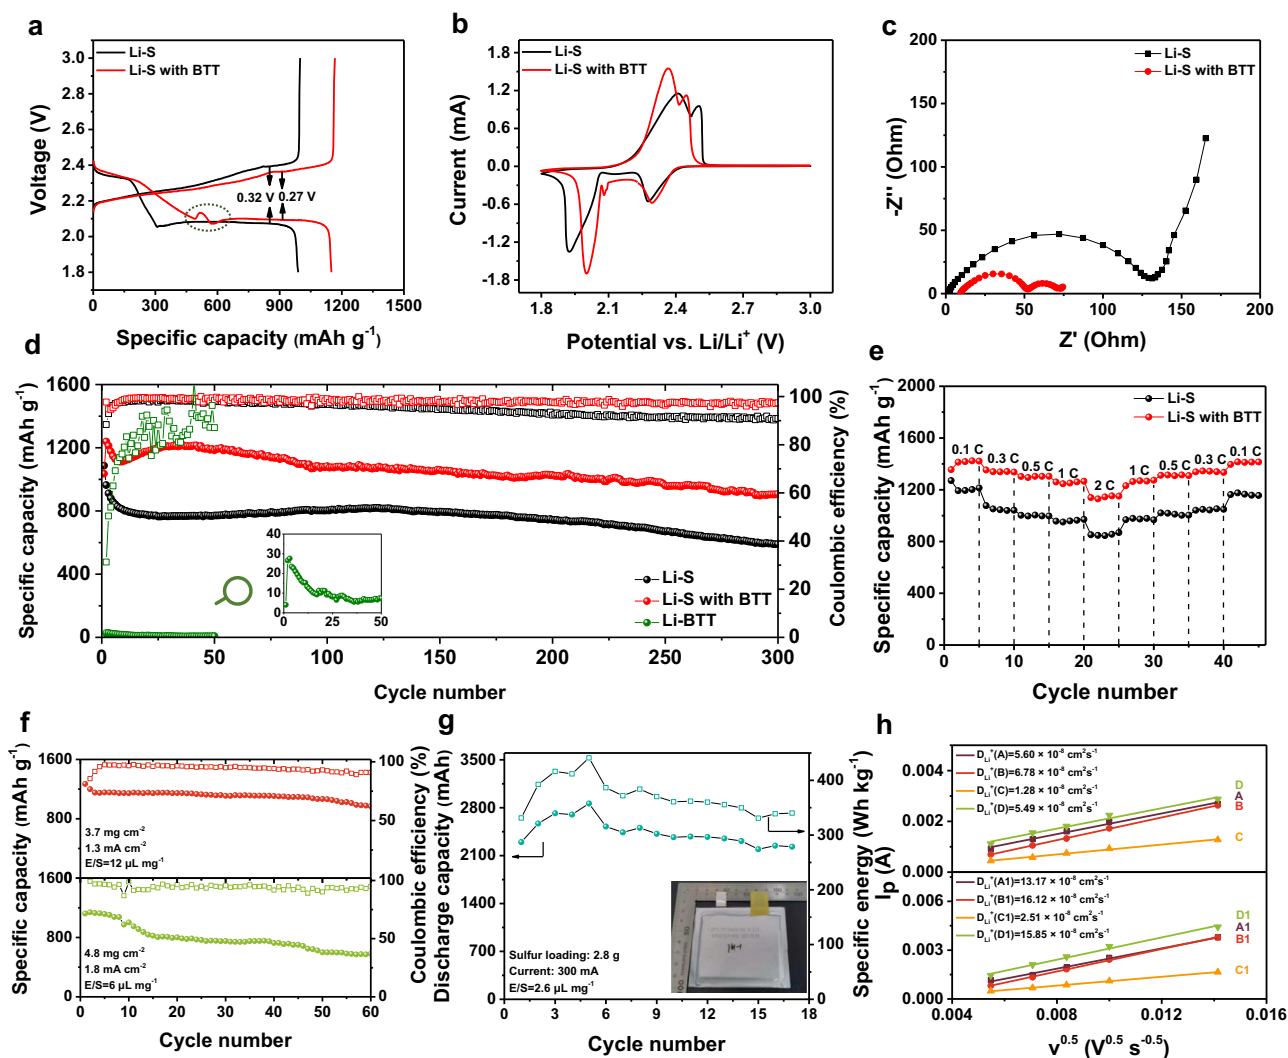 a
Li-S
Li-S with BTT
3.0
2.8
2.6
2.4
2.2
2.0
1.8
Voltage (V)
0.32 V
0.27 V
0
300
600
900
1200
1500
Specific capacity (mAh g-1)
b
Li-S
Li-S with BTT
1.8
1.2
0.6
0.0
-0.6
-1.2
-1.8
Current (mA)
1.8
2.1
2.4
2.7
3.0
Potential vs. Li/Li+ (V)
c
Li-S
Li-S with BTT
200
150
100
50
0
-Z'' (Ohm)
0
50
100
150
200
Z' (Ohm)
d
1600
1200
800
400
0
Specific capacity (mAh g-1)
100
80
60
40
20
0
Coulombic efficiency (%)
40
30
20
10
0
0
25
50
Li-S
Li-S with BTT
Li-BTT
0
50
100
150
200
250
300
Cycle number
e
Li-S
Li-S with BTT
2000
1600
1200
800
400
0
Specific capacity (mAh g-1)
0.1 C
0.3 C
0.5 C
1 C
2 C
1 C
0.5 C
0.3 C
0.1 C
0
10
20
30
40
Cycle number
f
1600
800
1600
800
0
Specific capacity (mAh g-1)
100
50
0
100
50
0
Coulombic efficiency (%)
3.7 mg cm-2
1.3 mA cm-2
E/S=12 μL mg-1
4.8 mg cm-2
1.8 mA cm-2
E/S=6 μL mg-1
0
10
20
30
40
50
60
Cycle number
g
3500
2800
2100
1400
700
0
Discharge capacity (mAh)
400
300
200
100
0
Specific energy (Wh kg-1)
Sulfur loading: 2.8 g
Current: 300 mA
E/S=2.6 μL mg-1
0
3
6
9
12
15
18
Cycle number
h
DLi+(A)=5.60 × 10-8 cm2s-1
DLi+(B)=6.78 × 10-8 cm2s-1
DLi+(C)=1.28 × 10-8 cm2s-1
DLi+(D)=5.49 × 10-8 cm2s-1
D
A
B
C
0.004
0.002
0.000
Ip (A)
DLi+(A1)=13.17 × 10-8 cm2s-1
DLi+(B1)=16.12 × 10-8 cm2s-1
DLi+(C1)=2.51 × 10-8 cm2s-1
DLi+(D1)=15.85 × 10-8 cm2s-1
D1
A1
B1
C1
0.006
0.003
0.000
0.004
0.008
0.012
0.016
v0.5 (V0.5 s-0.5)